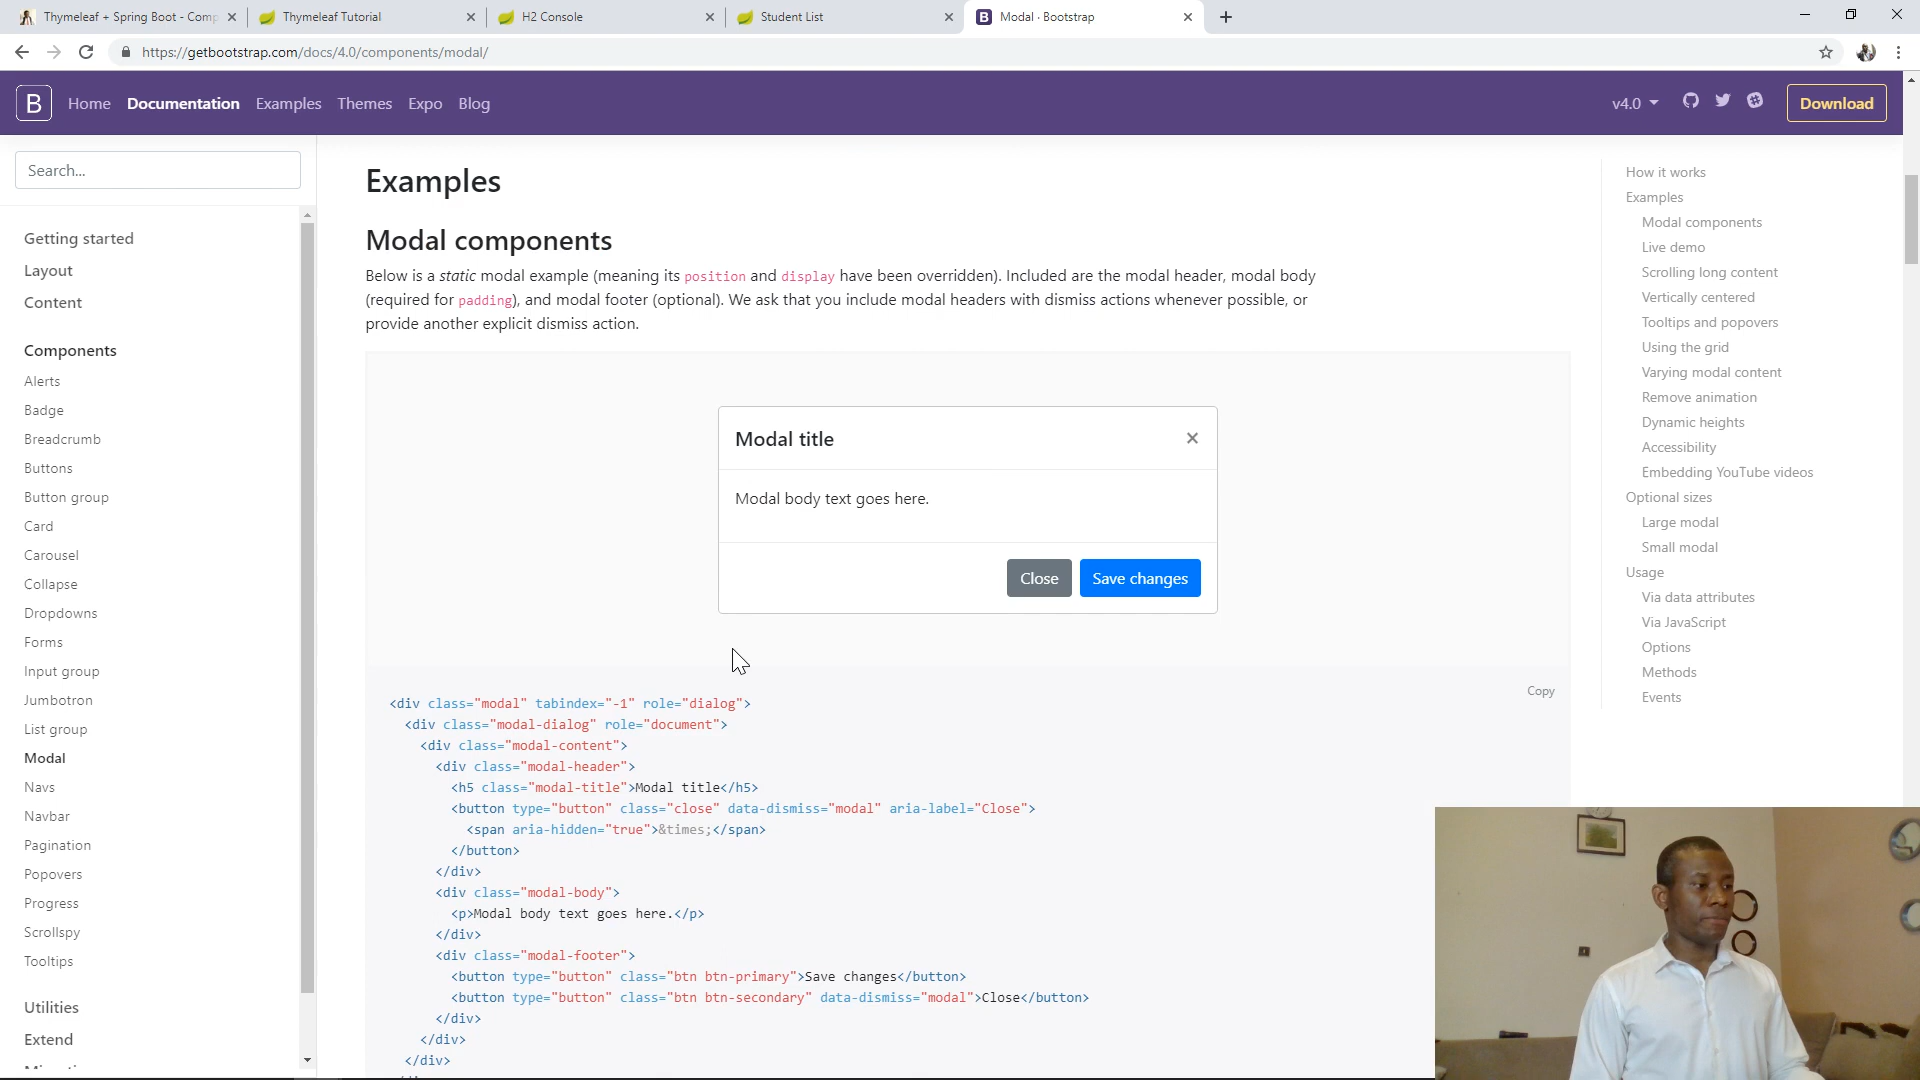 Thymeleaf + Spring Boot - Comp
Thymeleaf Tutorial
H2 Console
Student List
Modal · Bootstrap
https://getbootstrap.com/docs/4.0/components/modal/
B
Home
Documentation
Examples
Themes
Expo
Blog
v4.0
Download
Search...
Getting started
Layout
Content
Components
Alerts
Badge
Breadcrumb
Buttons
Button group
Card
Carousel
Collapse
Dropdowns
Forms
Input group
Jumbotron
List group
Modal
Navs
Navbar
Pagination
Popovers
Progress
Scrollspy
Tooltips
Utilities
Extend
Examples
Modal components
Below is a static modal example (meaning its position and display have been overridden). Included are the modal header, modal body
(required for padding), and modal footer (optional). We ask that you include modal headers with dismiss actions whenever possible, or
provide another explicit dismiss action.
Modal title
×
Modal body text goes here.
Close
Save changes
Copy
<div class="modal" tabindex="-1" role="dialog">
<div class="modal-dialog" role="document">
<div class="modal-content">
<div class="modal-header">
<h5 class="modal-title">Modal title</h5>
<button type="button" class="close" data-dismiss="modal" aria-label="Close">
<span aria-hidden="true">&times;</span>
</button>
</div>
<div class="modal-body">
<p>Modal body text goes here.</p>
</div>
<div class="modal-footer">
<button type="button" class="btn btn-primary">Save changes</button>
<button type="button" class="btn btn-secondary" data-dismiss="modal">Close</button>
</div>
</div>
</div>
How it works
Examples
Modal components
Live demo
Scrolling long content
Vertically centered
Tooltips and popovers
Using the grid
Varying modal content
Remove animation
Dynamic heights
Accessibility
Embedding YouTube videos
Optional sizes
Large modal
Small modal
Usage
Via data attributes
Via JavaScript
Options
Methods
Events